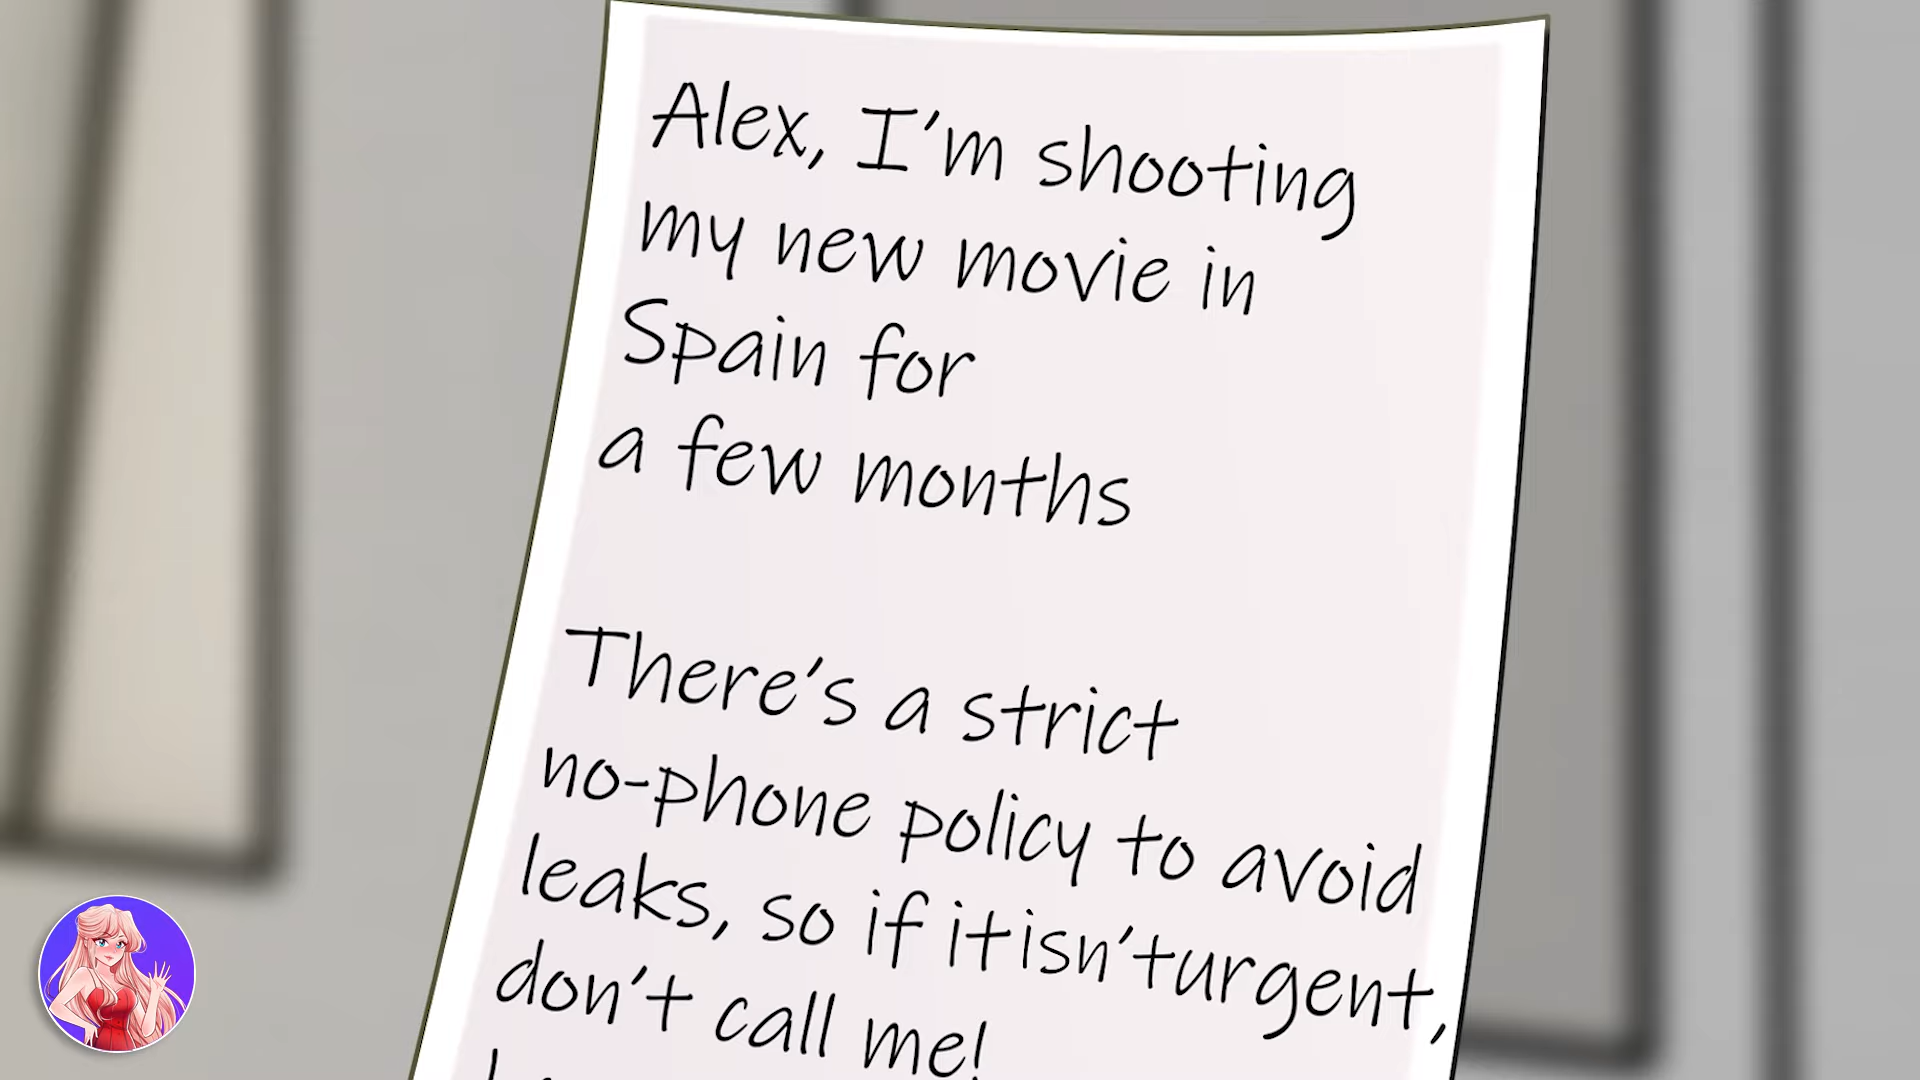 Alex, I'm shooting
my new movie in
Spain for
a few months
There's a strict
no-phone policy to avoid
leaks, so if itisn'turgent,
don't call me!